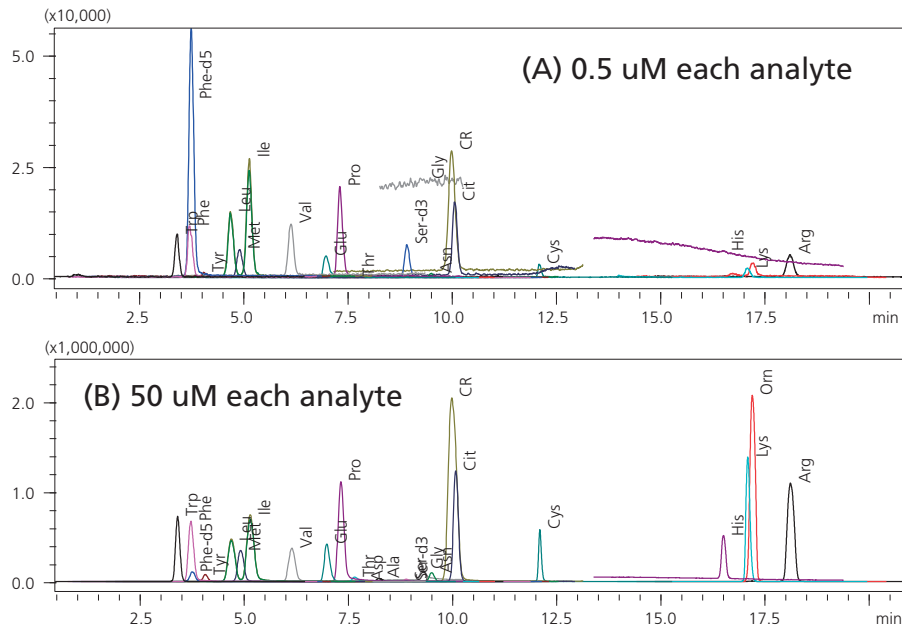 (x10,000)
(A) 0.5 uM each analyte
5.0
2.5
0.0
Phe-d5
Trp
Phe
Tyr
Leu
Met
Ile
Val
Glu
Pro
Thr
Ser-d3
Gly
Asn
CR
Cit
Cys
His
Lys
Arg
2.5 5.0 7.5 10.0 12.5 15.0 17.5 min
(x1,000,000)
(B) 50 uM each analyte
2.0
1.0
0.0
Trp
Phe-d5
Phe
Tyr
Leu
Met
Ile
Val
Glu
Pro
Thr
Asp
Ala
Ser-d3
Gly
Asn
CR
Cit
Cys
His
Lys
Orn
Arg
2.5 5.0 7.5 10.0 12.5 15.0 17.5 min